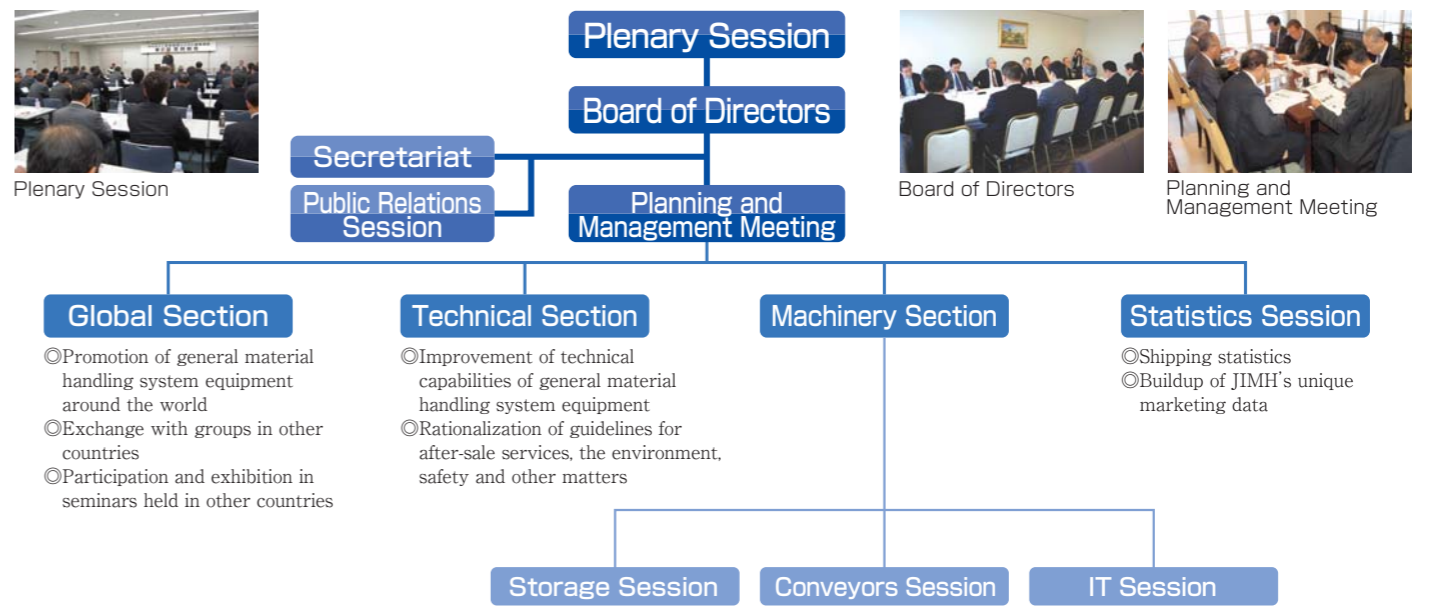 Plenary Session
Board of Directors
Secretariat
Public Relations
Session
Planning and
Management Meeting
Plenary Session
Board of Directors
Planning and
Management Meeting
Global Section
◎Promotion of general material
handling system equipment
around the world
◎Exchange with groups in other
countries
◎Participation and exhibition in
seminars held in other countries
Technical Section
◎Improvement of technical
capabilities of general material
handling system equipment
◎Rationalization of guidelines for
after-sale services, the environment,
safety and other matters
Machinery Section
Statistics Session
◎Shipping statistics
◎Buildup of JIMH's unique
marketing data
Storage Session
Conveyors Session
IT Session